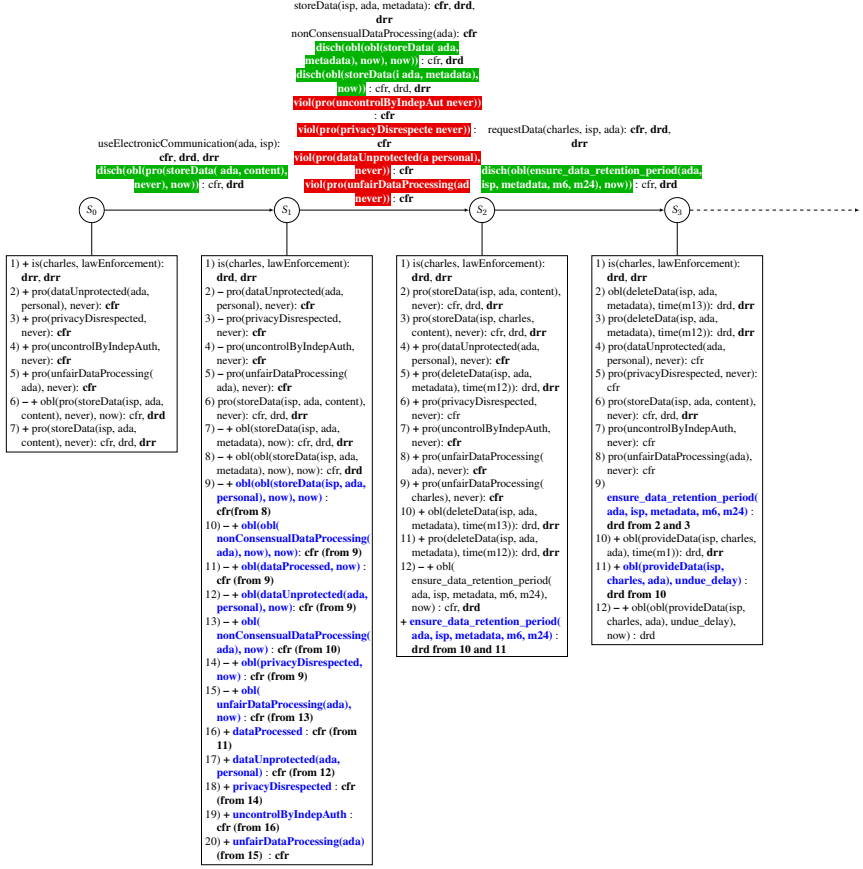 storeData(isp, ada, metadata): cfr, drd,
drr
nonConsensualDataProcessing(ada): cfr
disch(obl(obl(storeData( ada,
metadata), now), now)) : cfr, drd
disch(obl(storeData(i ada, metadata),
now)) : cfr, drd, drr
viol(pro(uncontrolByIndepAut never))
: cfr
viol(pro(privacyDisrespecte never)) :
cfr
viol(pro(dataUnprotected(a personal),
never)) : cfr
viol(pro(unfairDataProcessing(ad
never)) : cfr
useElectronicCommunication(ada, isp):
cfr, drd, drr
disch(obl(pro(storeData( ada, content),
never), now)) : cfr, drd
requestData(charles, isp, ada): cfr, drd,
drr
disch(obl(ensure_data_retention_period(ada,
isp, metadata, m6, m24), now)) : cfr, drd
S0
S1
S2
S3
1) + is(charles, lawEnforcement):
drr, drr
2) + pro(dataUnprotected(ada,
personal), never): cfr
3) + pro(privacyDisrespected,
never): cfr
4) + pro(uncontrolByIndepAuth,
never): cfr
5) + pro(unfairDataProcessing(
ada), never): cfr
6) − + obl(pro(storeData(isp, ada,
content), never), now): cfr, drd
7) + pro(storeData(isp, ada,
content), never): cfr, drd, drr
1) is(charles, lawEnforcement):
drd, drr
2) − pro(dataUnprotected(ada,
personal), never): cfr
3) − pro(privacyDisrespected,
never): cfr
4) − pro(uncontrolByIndepAuth,
never): cfr
5) − pro(unfairDataProcessing(
ada), never): cfr
6) pro(storeData(isp, ada, content),
never): cfr, drd, drr
7) − + obl(storeData(isp, ada,
metadata), now): cfr, drd, drr
8) − + obl(obl(storeData(isp, ada,
metadata), now), now): cfr, drd
9) − + obl(obl(storeData(isp, ada,
personal), now), now) :
cfr(from 8)
10) − + obl(obl(
nonConsensualDataProcessing(
ada), now), now): cfr (from 9)
11) − + obl(dataProcessed, now) :
cfr (from 9)
12) − + obl(dataUnprotected(ada,
personal), now): cfr (from 9)
13) − + obl(
nonConsensualDataProcessing(
ada), now) : cfr (from 10)
14) − + obl(privacyDisrespected,
now) : cfr (from 9)
15) − + obl(
unfairDataProcessing(ada),
now) : cfr (from 13)
16) + dataProcessed : cfr (from
11)
17) + dataUnprotected(ada,
personal) : cfr (from 12)
18) + privacyDisrespected : cfr
(from 14)
19) + uncontrolByIndepAuth :
cfr (from 16)
20) + unfairDataProcessing(ada)
(from 15) : cfr
1) is(charles, lawEnforcement):
drd, drr
2) pro(storeData(isp, ada, content),
never): cfr, drd, drr
3) pro(storeData(isp, charles,
content), never): cfr, drd, drr
4) + pro(dataUnprotected(ada,
personal), never): cfr
5) + pro(deleteData(isp, ada,
metadata), time(m12)): drd, drr
6) + pro(privacyDisrespected,
never): cfr
7) + pro(uncontrolByIndepAuth,
never): cfr
8) + pro(unfairDataProcessing(
ada), never): cfr
9) + pro(unfairDataProcessing(
charles), never): cfr
10) + obl(deleteData(isp, ada,
metadata), time(m13)): drd, drr
11) + pro(deleteData(isp, ada,
metadata), time(m12)): drd, drr
12) − + obl(
ensure_data_retention_period(
ada, isp, metadata, m6, m24),
now) : cfr, drd
+ ensure_data_retention_period(
ada, isp, metadata, m6, m24) :
drd from 10 and 11
1) is(charles, lawEnforcement):
drd, drr
2) obl(deleteData(isp, ada,
metadata), time(m13)): drd, drr
3) pro(deleteData(isp, ada,
metadata), time(m12)): drd, drr
4) pro(dataUnprotected(ada,
personal), never): cfr
5) pro(privacyDisrespected, never):
cfr
6) pro(storeData(isp, ada, content),
never): cfr, drd, drr
7) pro(uncontrolByIndepAuth,
never): cfr
8) pro(unfairDataProcessing(ada),
never): cfr
9)
ensure_data_retention_period(
ada, isp, metadata, m6, m24) :
drd from 2 and 3
10) + obl(provideData(isp, charles,
ada), time(m1)): drd, drr
11) + obl(provideData(isp,
charles, ada), undue_delay) :
drd from 10
12) − + obl(obl(provideData(isp,
charles, ada), undue_delay),
now) : drd